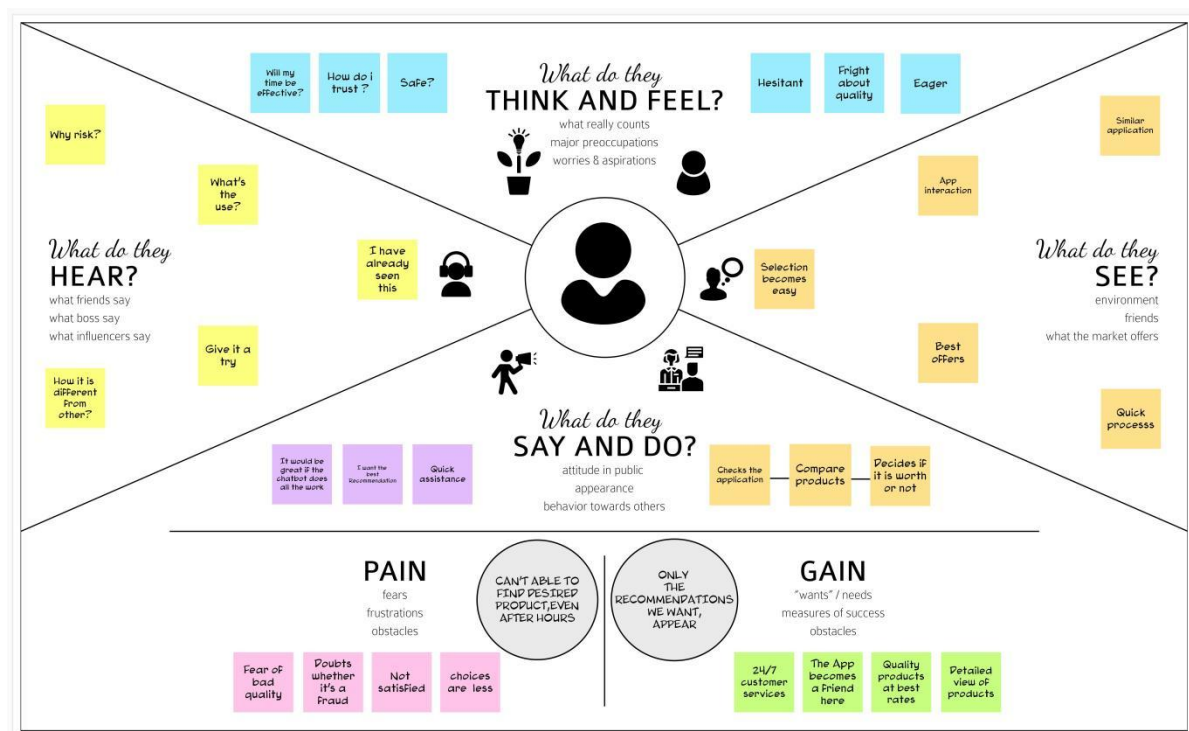 What do they
THINK AND FEEL?
what really counts
major preoccupations
worries & aspirations
Will my
time be
effective?
How do i
trust ?
Safe?
Hesitant
Fright
about
quality
Eager
What do they
HEAR?
what friends say
what boss say
what influencers say
Why risk?
What's
the
use?
I have
already
seen
this
Give it a
try
How it is
different
from
other?
What do they
SEE?
environment
friends
what the market offers
Similar
application
App
interaction
Selection
becomes
easy
Best
offers
Quick
processs
What do they
SAY AND DO?
attitude in public
appearance
behavior towards others
It would be
great if the
chatbot does
all the work
I want the
best
Recommendation
Quick
assistance
Checks the
application
Compare
products
Decides if
it is worth
or not
PAIN
fears
frustrations
obstacles
CAN'T ABLE TO
FIND DESIRED
PRODUCT,EVEN
AFTER HOURS
Fear of
bad
quality
Doubts
whether
it's a
fraud
Not
satisfied
choices
are less
GAIN
"wants" / needs
measures of success
obstacles
ONLY
THE
RECOMMENDATIONS
WE WANT,
APPEAR
24/7
customer
services
The App
becomes
a friend
here
Quality
products
at best
rates
Detailed
view of
products